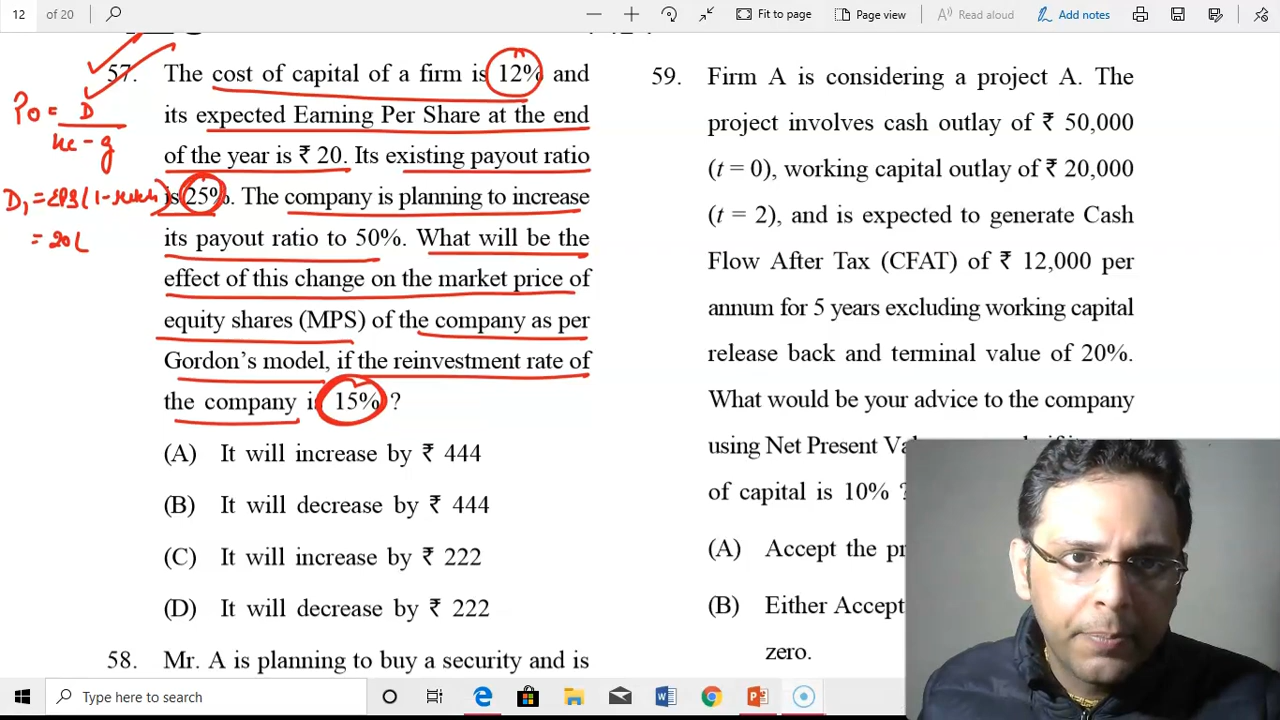 12 of 20
Fit to page
Page view
Read aloud
Add notes
57. The cost of capital of a firm is 12% and
its expected Earning Per Share at the end
of the year is ₹ 20. Its existing payout ratio
is 25%. The company is planning to increase
its payout ratio to 50%. What will be the
effect of this change on the market price of
equity shares (MPS) of the company as per
Gordon's model, if the reinvestment rate of
the company is 15% ?
(A) It will increase by ₹ 444
(B) It will decrease by ₹ 444
(C) It will increase by ₹ 222
(D) It will decrease by ₹ 222
58. Mr. A is planning to buy a security and is
P0 = D
ke - g
D1 = EPS (1 -
= 20 (
59. Firm A is considering a project A. The
project involves cash outlay of ₹ 50,000
(t = 0), working capital outlay of ₹ 20,000
(t = 2), and is expected to generate Cash
Flow After Tax (CFAT) of ₹ 12,000 per
annum for 5 years excluding working capital
release back and terminal value of 20%.
What would be your advice to the company
using Net Present
of capital is 10% ?
(A) Accept the
(B) Either Accept
zero.
Type here to search